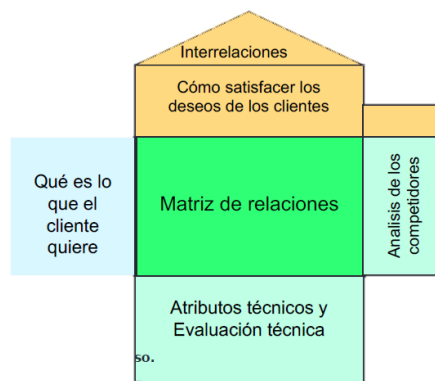 Interrelaciones
Cómo satisfacer los
deseos de los clientes
Qué es lo
que el
cliente
quiere
Matriz de relaciones
Analisis de los
competidores
Atributos técnicos y
Evaluación técnica
so.